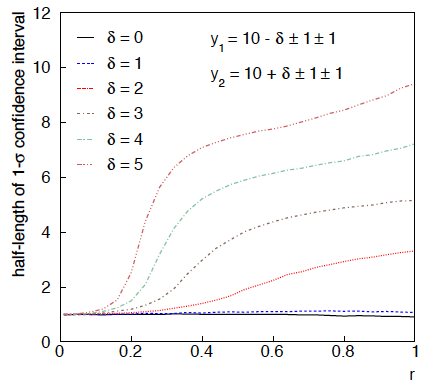 half-length of 1-σ confidence interval
12
10
8
6
4
2
0
δ = 0
δ = 1
δ = 2
δ = 3
δ = 4
δ = 5
y₁ = 10 - δ ± 1 ± 1
y₂ = 10 + δ ± 1 ± 1
0 0.2 0.4 0.6 0.8 1
r